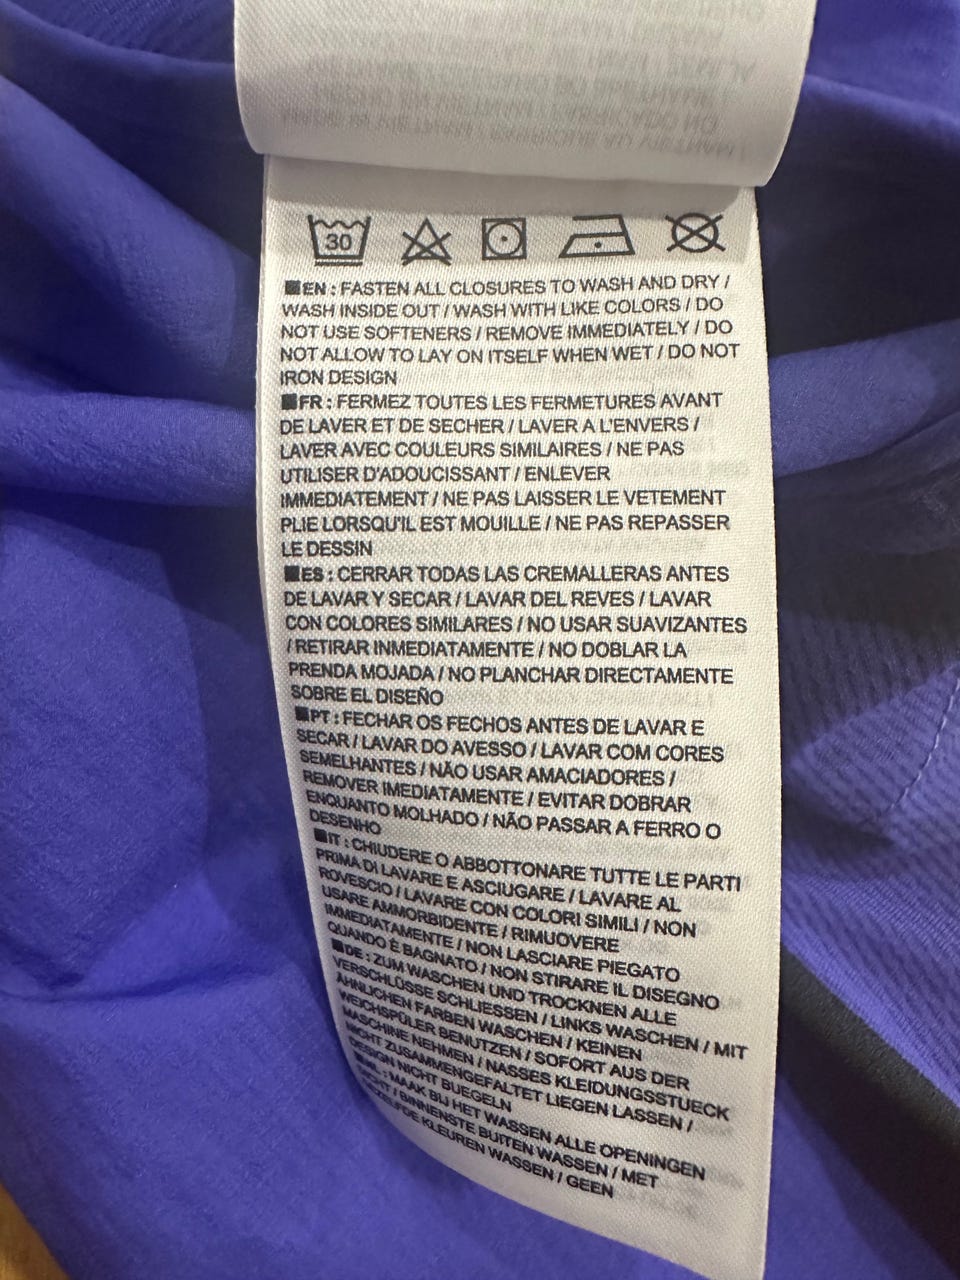 30
EN : FASTEN ALL CLOSURES TO WASH AND DRY /
WASH INSIDE OUT / WASH WITH LIKE COLORS / DO
NOT USE SOFTENERS / REMOVE IMMEDIATELY / DO
NOT ALLOW TO LAY ON ITSELF WHEN WET / DO NOT
IRON DESIGN
FR : FERMEZ TOUTES LES FERMETURES AVANT
DE LAVER ET DE SECHER / LAVER A L'ENVERS /
LAVER AVEC COULEURS SIMILAIRES / NE PAS
UTILISER D'ADOUCISSANT / ENLEVER
IMMEDIATEMENT / NE PAS LAISSER LE VETEMENT
PLIE LORSQU'IL EST MOUILLE / NE PAS REPASSER
LE DESSIN
ES : CERRAR TODAS LAS CREMALLERAS ANTES
DE LAVAR Y SECAR / LAVAR DEL REVES / LAVAR
CON COLORES SIMILARES / NO USAR SUAVIZANTES
/ RETIRAR INMEDIATAMENTE / NO DOBLAR LA
PRENDA MOJADA / NO PLANCHAR DIRECTAMENTE
SOBRE EL DISEÑO
PT : FECHAR OS FECHOS ANTES DE LAVAR E
SECAR / LAVAR DO AVESSO / LAVAR COM CORES
SEMELHANTES / NÃO USAR AMACIADORES /
REMOVER IMEDIATAMENTE / EVITAR DOBRAR
ENQUANTO MOLHADO / NÃO PASSAR A FERRO O
DESENHO
IT : CHIUDERE O ABBOTTONARE TUTTE LE PARTI
PRIMA DI LAVARE E ASCIUGARE / LAVARE AL
ROVESCIO / LAVARE CON COLORI SIMILI / NON
USARE AMMORBIDENTE / RIMUOVERE
IMMEDIATAMENTE / NON LASCIARE PIEGATO
QUANDO È BAGNATO / NON STIRARE IL DISEGNO
DE : ZUM WASCHEN UND TROCKNEN ALLE
VERSCHLÜSSE SCHLIESSEN / LINKS WASCHEN / MIT
ÄHNLICHEN FARBEN WASCHEN / KEINEN
WEICHSPÜLER BENUTZEN / SOFORT AUS DER
MASCHINE NEHMEN / NASSES KLEIDUNGSSTUECK
NICHT ZUSAMMENGEFALTET LIEGEN LASSEN /
DESIGN NICHT BUEGELN
NL : MAAK BIJ HET WASSEN ALLE OPENINGEN
DICHT / BINNENSTE BUITEN WASSEN / MET
DEZELFDE KLEUREN WASSEN / GEEN